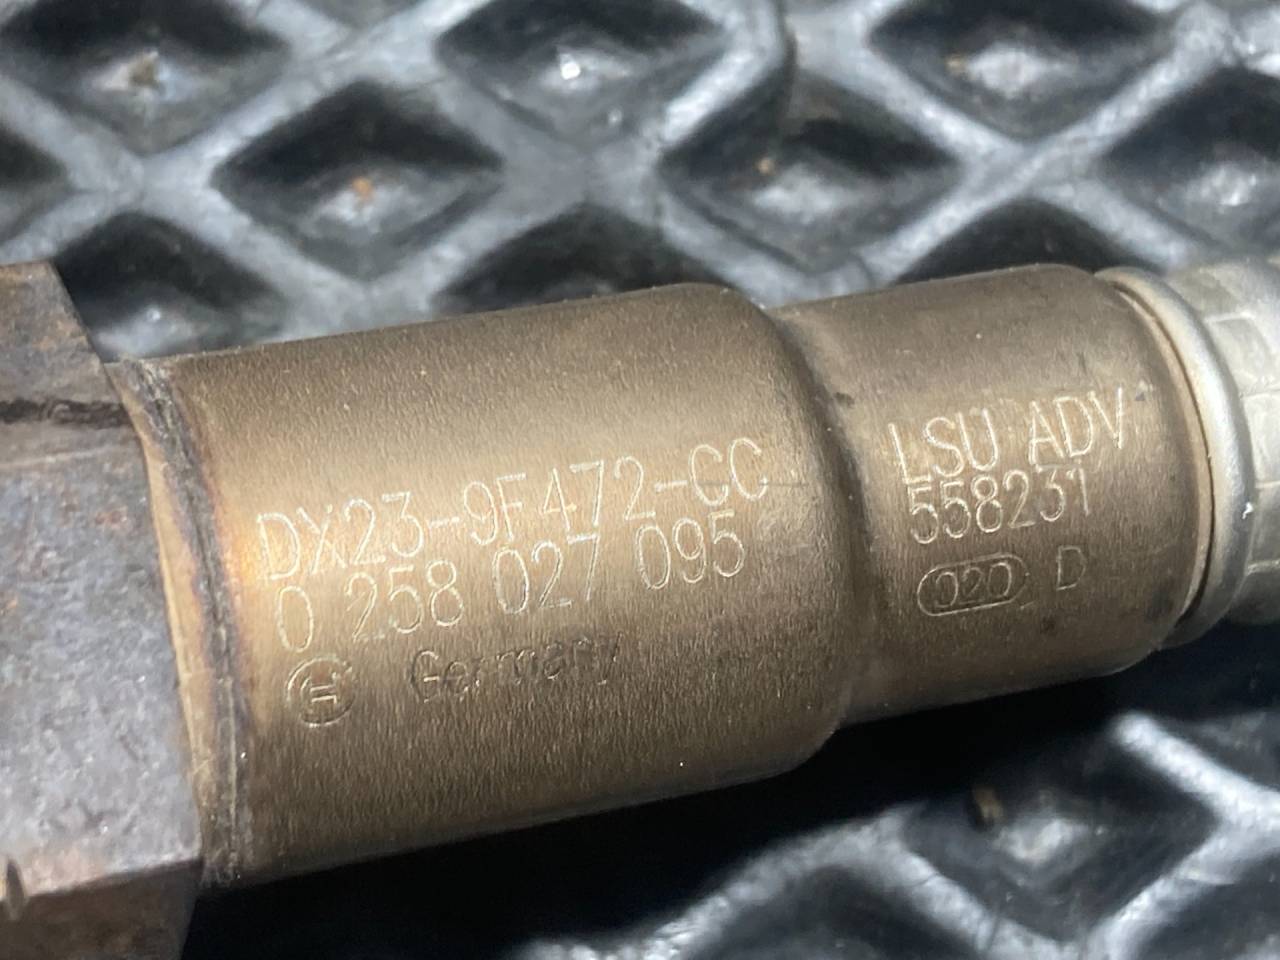 DX23-9F472-CC
0 258 027 095
Germany
LSU ADV
558231
020 D